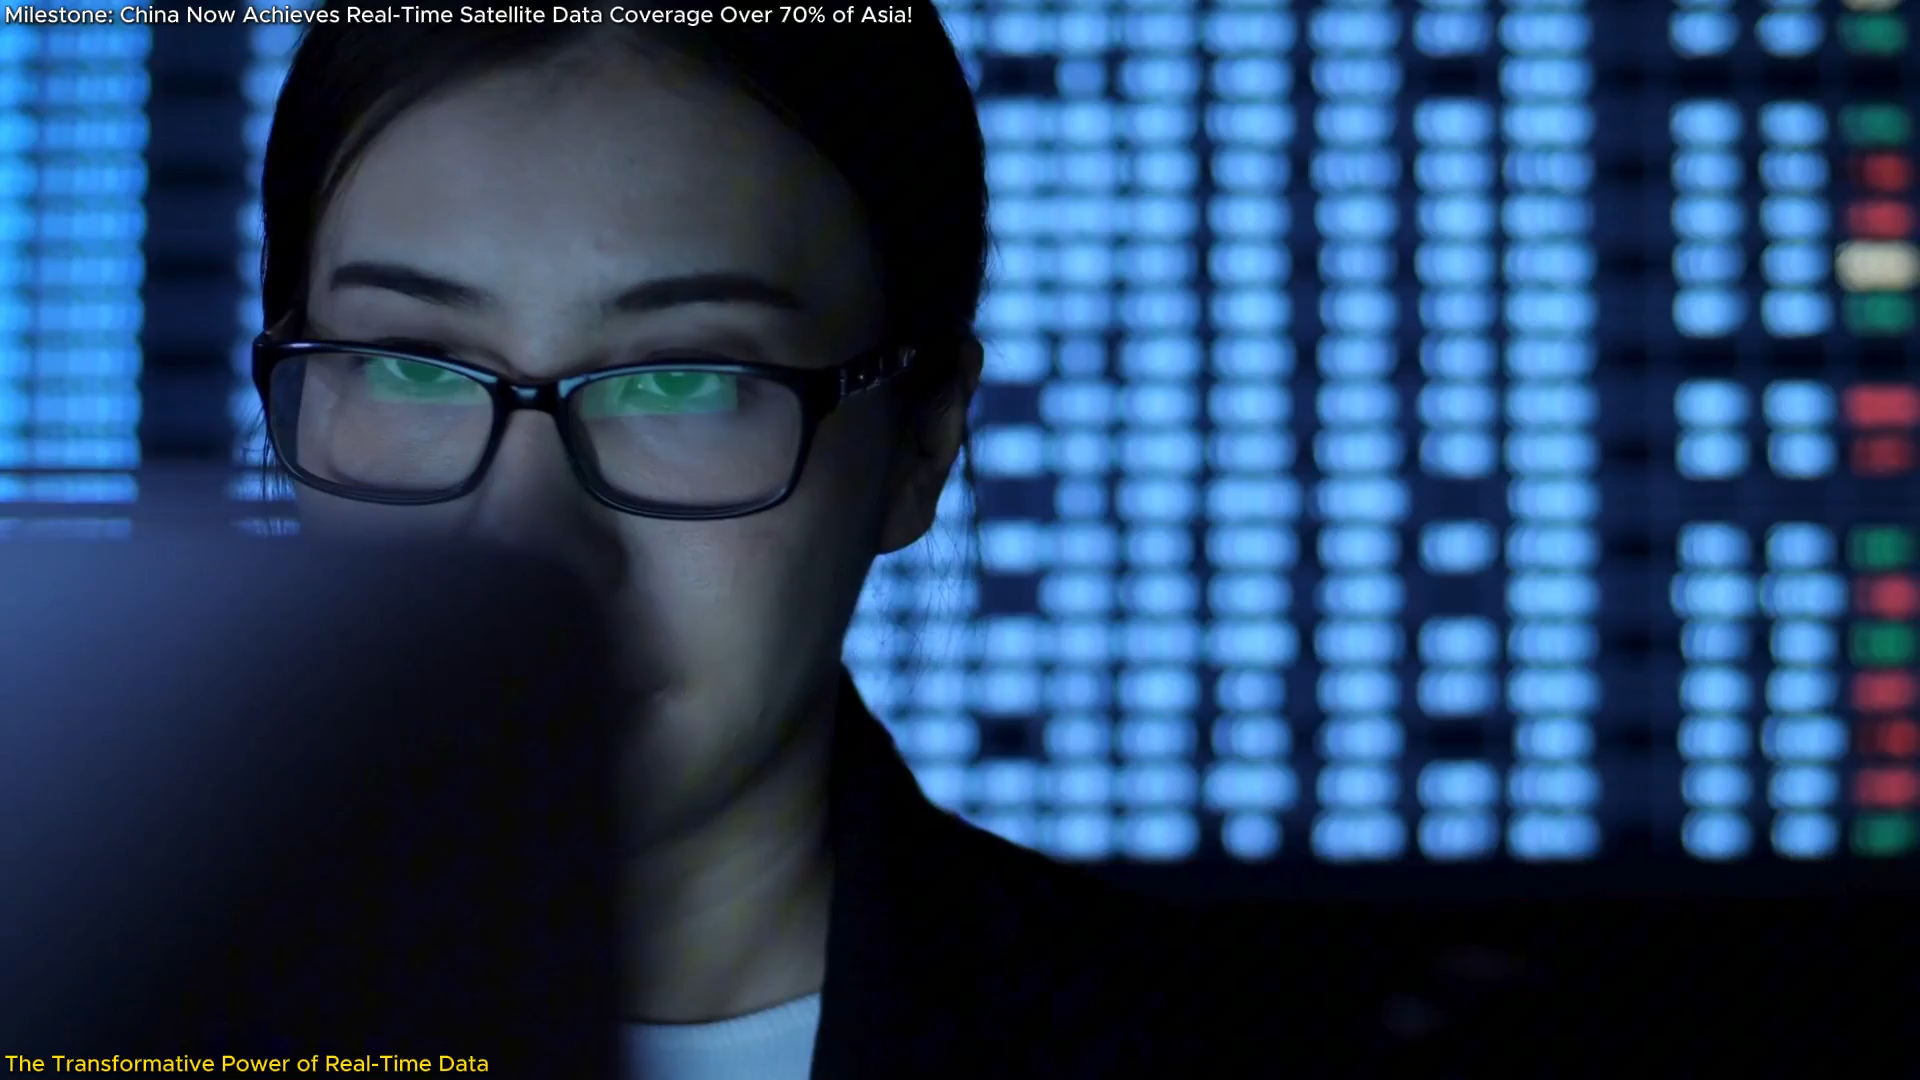 Milestone: China Now Achieves Real-Time Satellite Data Coverage Over 70% of Asia!
The Transformative Power of Real-Time Data